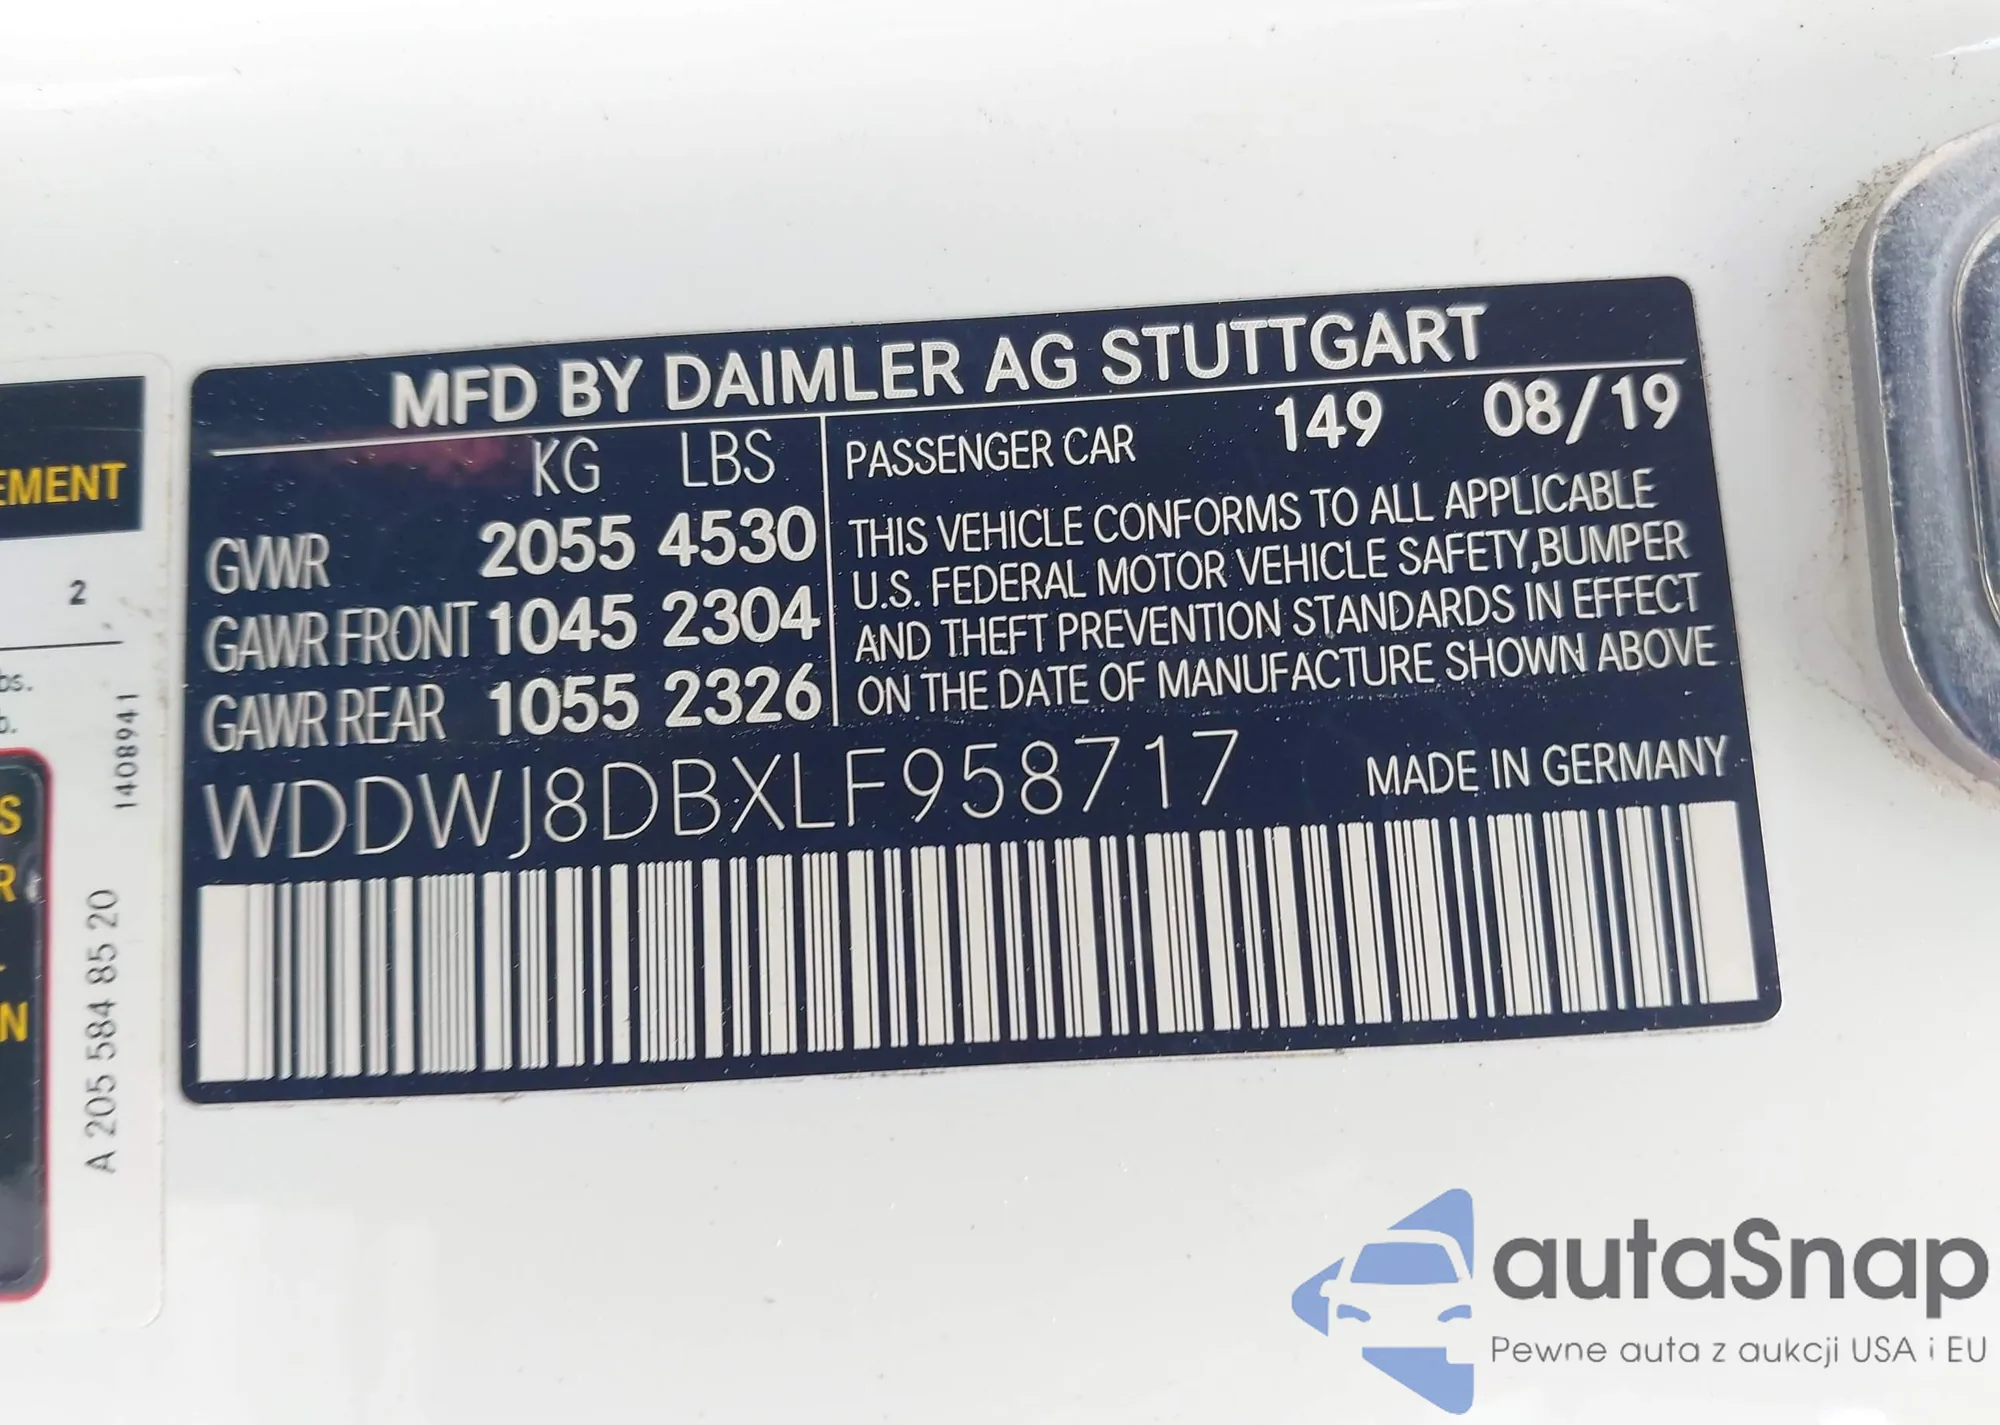 MFD BY DAIMLER AG STUTTGART
KG LBS
GVWR 2055 4530
GAWR FRONT 1045 2304
GAWR REAR 1055 2326
PASSENGER CAR 149 08/19
THIS VEHICLE CONFORMS TO ALL APPLICABLE
U.S. FEDERAL MOTOR VEHICLE SAFETY,BUMPER
AND THEFT PREVENTION STANDARDS IN EFFECT
ON THE DATE OF MANUFACTURE SHOWN ABOVE
WDDWJ8DBXLF958717
MADE IN GERMANY
EMENT
2
bs.
b.
S
R
N
1408941
A 205 584 85 20
autaSnap
Pewne auta z aukcji USA i EU